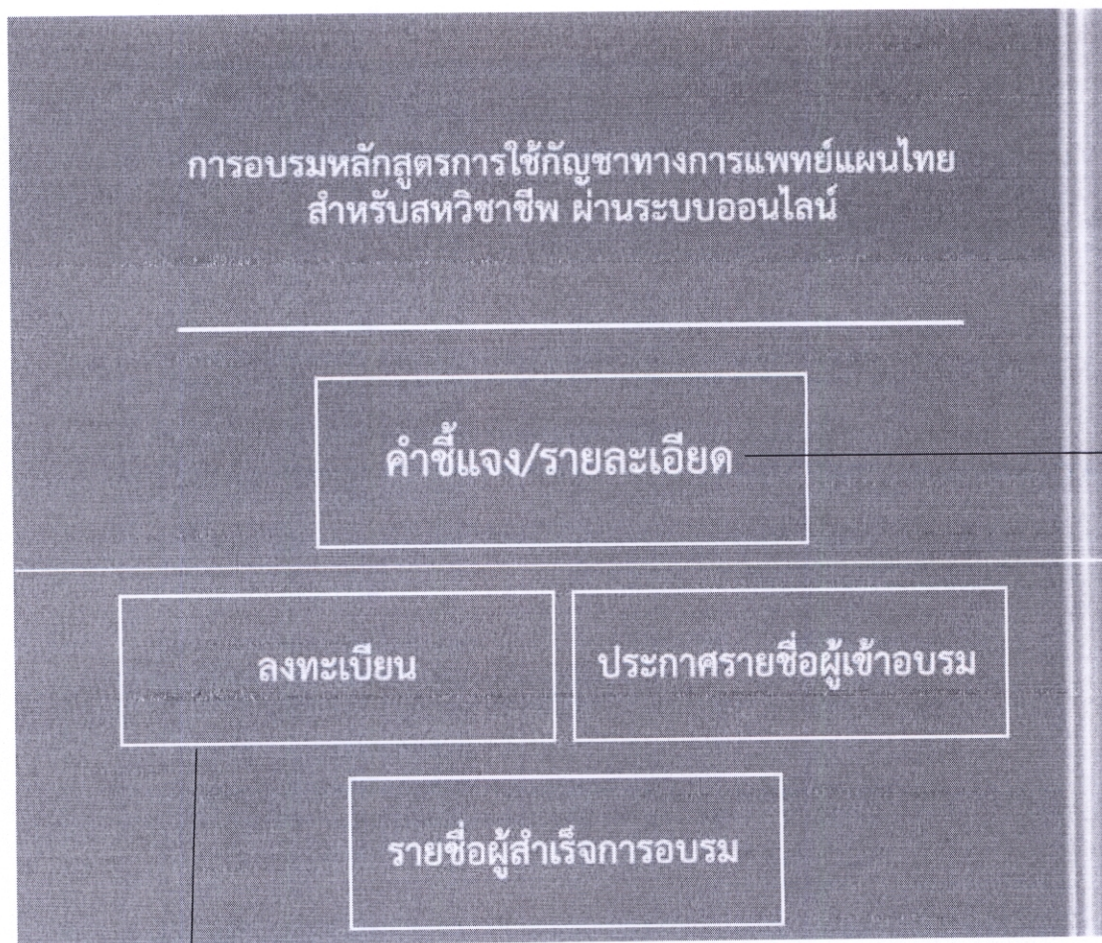 การอบรมหลักสูตรการใช้กัญชาทางการแพทย์แผนไทย
สำหรับสหวิชาชีพ ผ่านระบบออนไลน์
คำชี้แจง/รายละเอียด
ลงทะเบียน
ประกาศรายชื่อผู้เข้าอบรม
รายชื่อผู้สำเร็จการอบรม